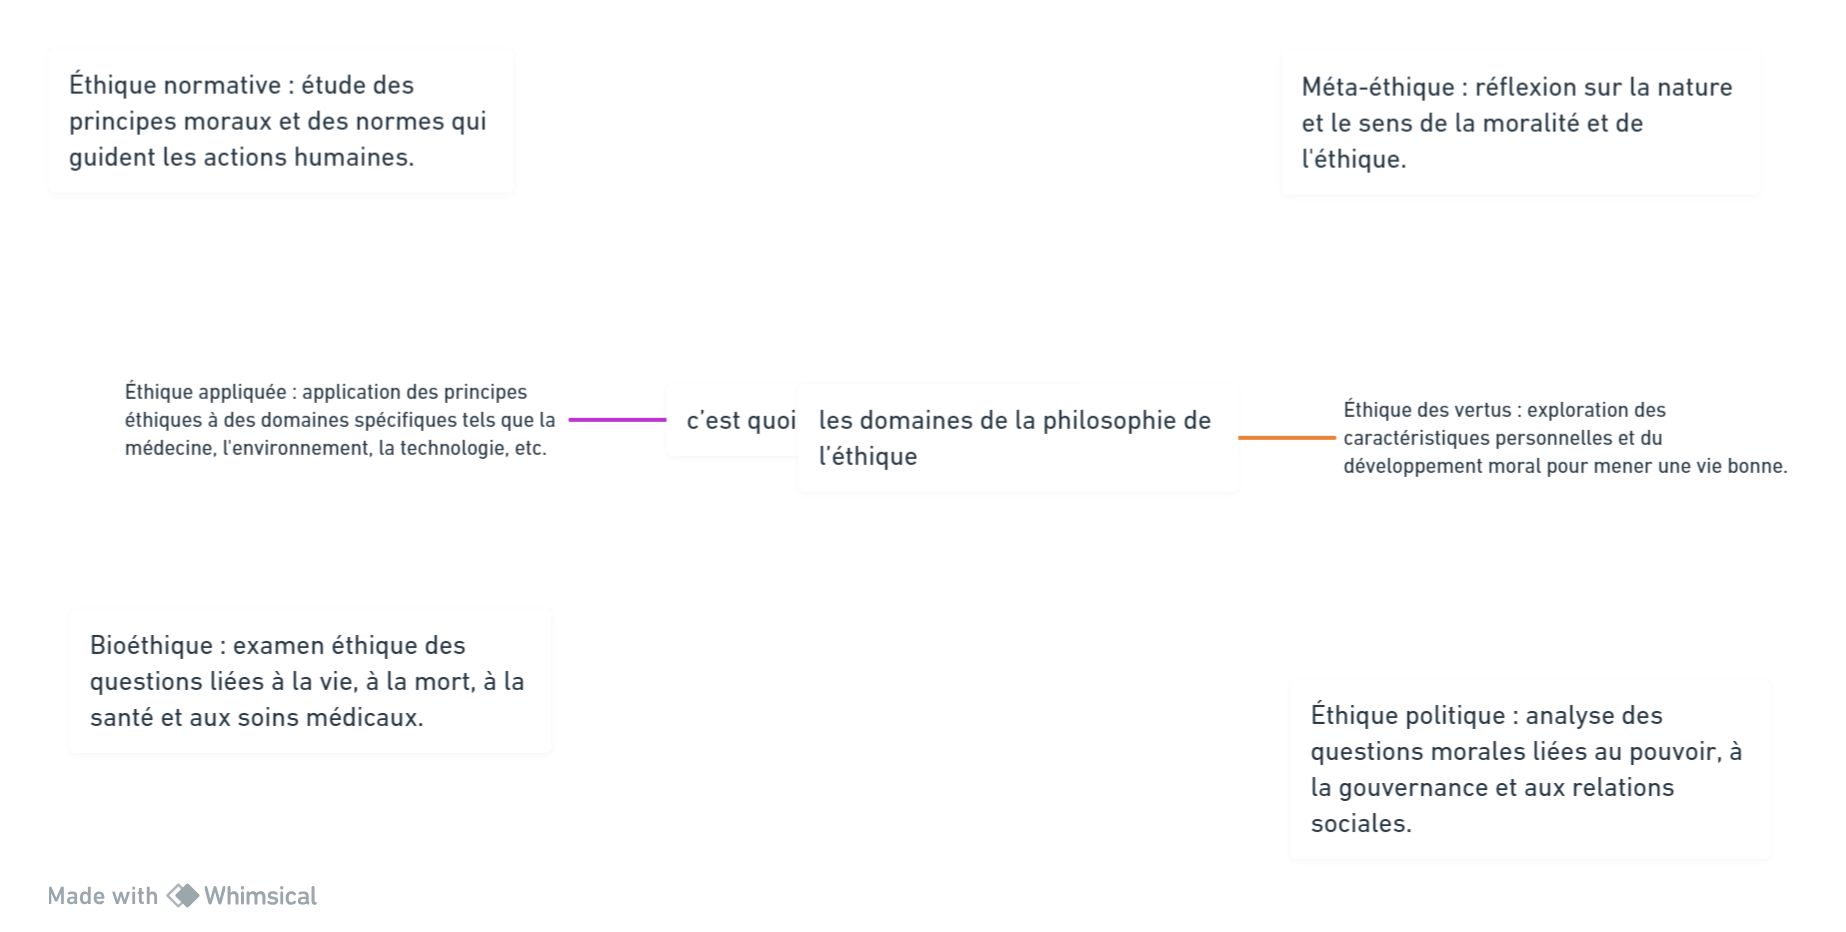 Éthique normative : étude des
principes moraux et des normes qui
guident les actions humaines.
Méta-éthique : réflexion sur la nature
et le sens de la moralité et de
l'éthique.
Éthique appliquée : application des principes
éthiques à des domaines spécifiques tels que la
médecine, l'environnement, la technologie, etc.
c’est quoi
les domaines de la philosophie de
l’éthique
Éthique des vertus : exploration des
caractéristiques personnelles et du
développement moral pour mener une vie bonne.
Bioéthique : examen éthique des
questions liées à la vie, à la mort, à la
santé et aux soins médicaux.
Éthique politique : analyse des
questions morales liées au pouvoir, à
la gouvernance et aux relations
sociales.
Made with Whimsical